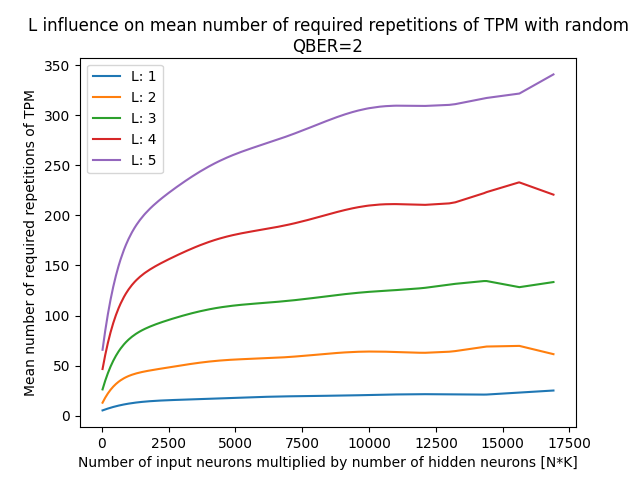 L influence on mean number of required repetitions of TPM with random
QBER=2
Mean number of required repetitions of TPM
350
300
250
200
150
100
50
0
L: 1
L: 2
L: 3
L: 4
L: 5
0 2500 5000 7500 10000 12500 15000 17500
Number of input neurons multiplied by number of hidden neurons [N*K]